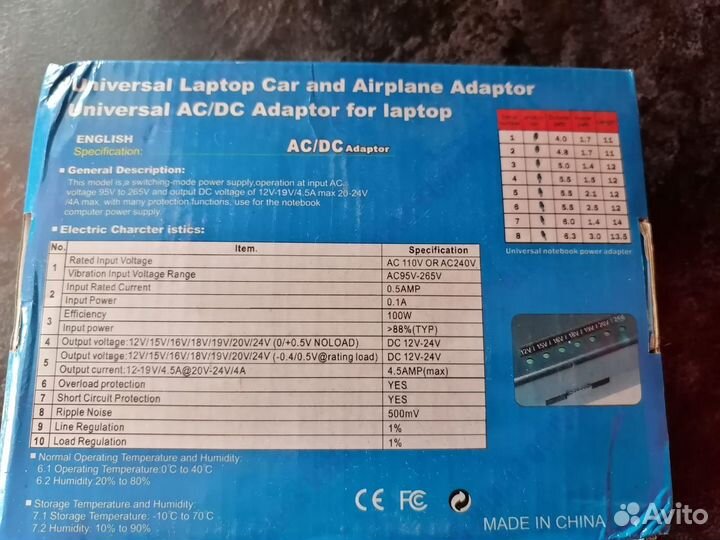 Universal Laptop Car and Airplane Adaptor
Universal AC/DC Adaptor for laptop
ENGLISH
Specification:
AC/DC Adaptor
General Description:
This model is a switching-mode power supply,operation at input AC
voltage 95V to 265V and output DC voltage of 12V-19V/4.5A max 20-24V
/4A max, with many protection functions, use for the notebook
computer power supply.
Electric Charcter istics:
No. Item. Specification
1 Rated Input Voltage AC 110V OR AC240V
Vibration Input Voltage Range AC95V-265V
2 Input Rated Current 0.5AMP
Input Power 0.1A
3 Efficiency 100W
Input power >88%(TYP)
4 Output voltage:12V/15V/16V/18V/19V/20V/24V (0/+0.5V NOLOAD) DC 12V-24V
5 Output voltage:12V/15V/16V/18V/19V/20V/24V (-0.4/0.5V@rating load) DC 12V-24V
Output current:12-19V/4.5A@20V-24V/4A 4.5AMP(max)
6 Overload protection YES
7 Short Circuit Protection YES
8 Ripple Noise 500mV
9 Line Regulation 1%
10 Load Regulation 1%
Normal Operating Temperature and Humidity:
6.1 Operating Temperature:0℃ to 40℃
6.2 Humidity 20% to 80%
Storage Temperature and Humidity:
7.1 Storage Temperature: -10℃ to 70℃
7.2 Humidity: 10% to 90%
1 4.0 1.7 11
2 4.8 1.7 11
3 5.0 1.4 12
4 5.5 1.5 12
5 5.5 2.1 12
6 5.5 2.5 12
7 6.0 1.4 14
8 6.3 3.0 13.5
Universal notebook power adapter
12V / 15V / 16V / 18V / 19V / 20V / 24V
CE FC
MADE IN CHINA
Avito